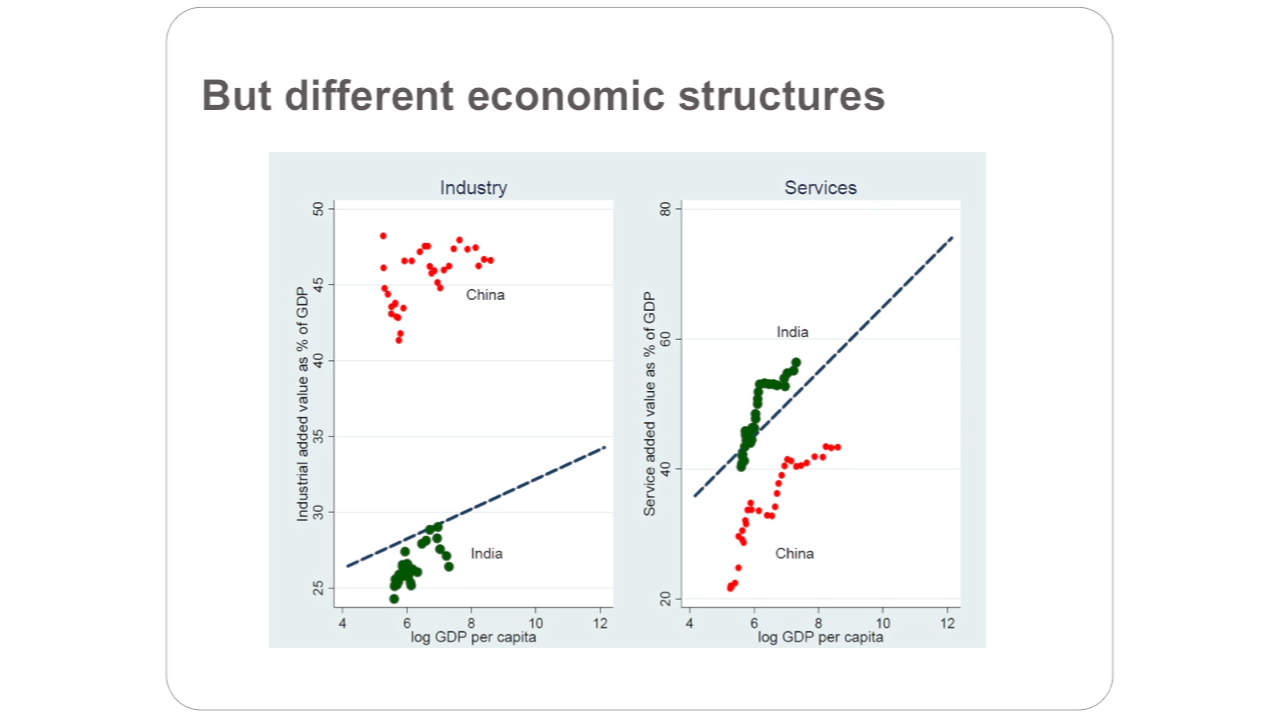 But different economic structures
Industry
Industrial added value as % of GDP
50
45
40
35
30
25
China
India
4 6 8 10 12
log GDP per capita
Services
Service added value as % of GDP
80
60
40
20
India
China
4 6 8 10 12
log GDP per capita